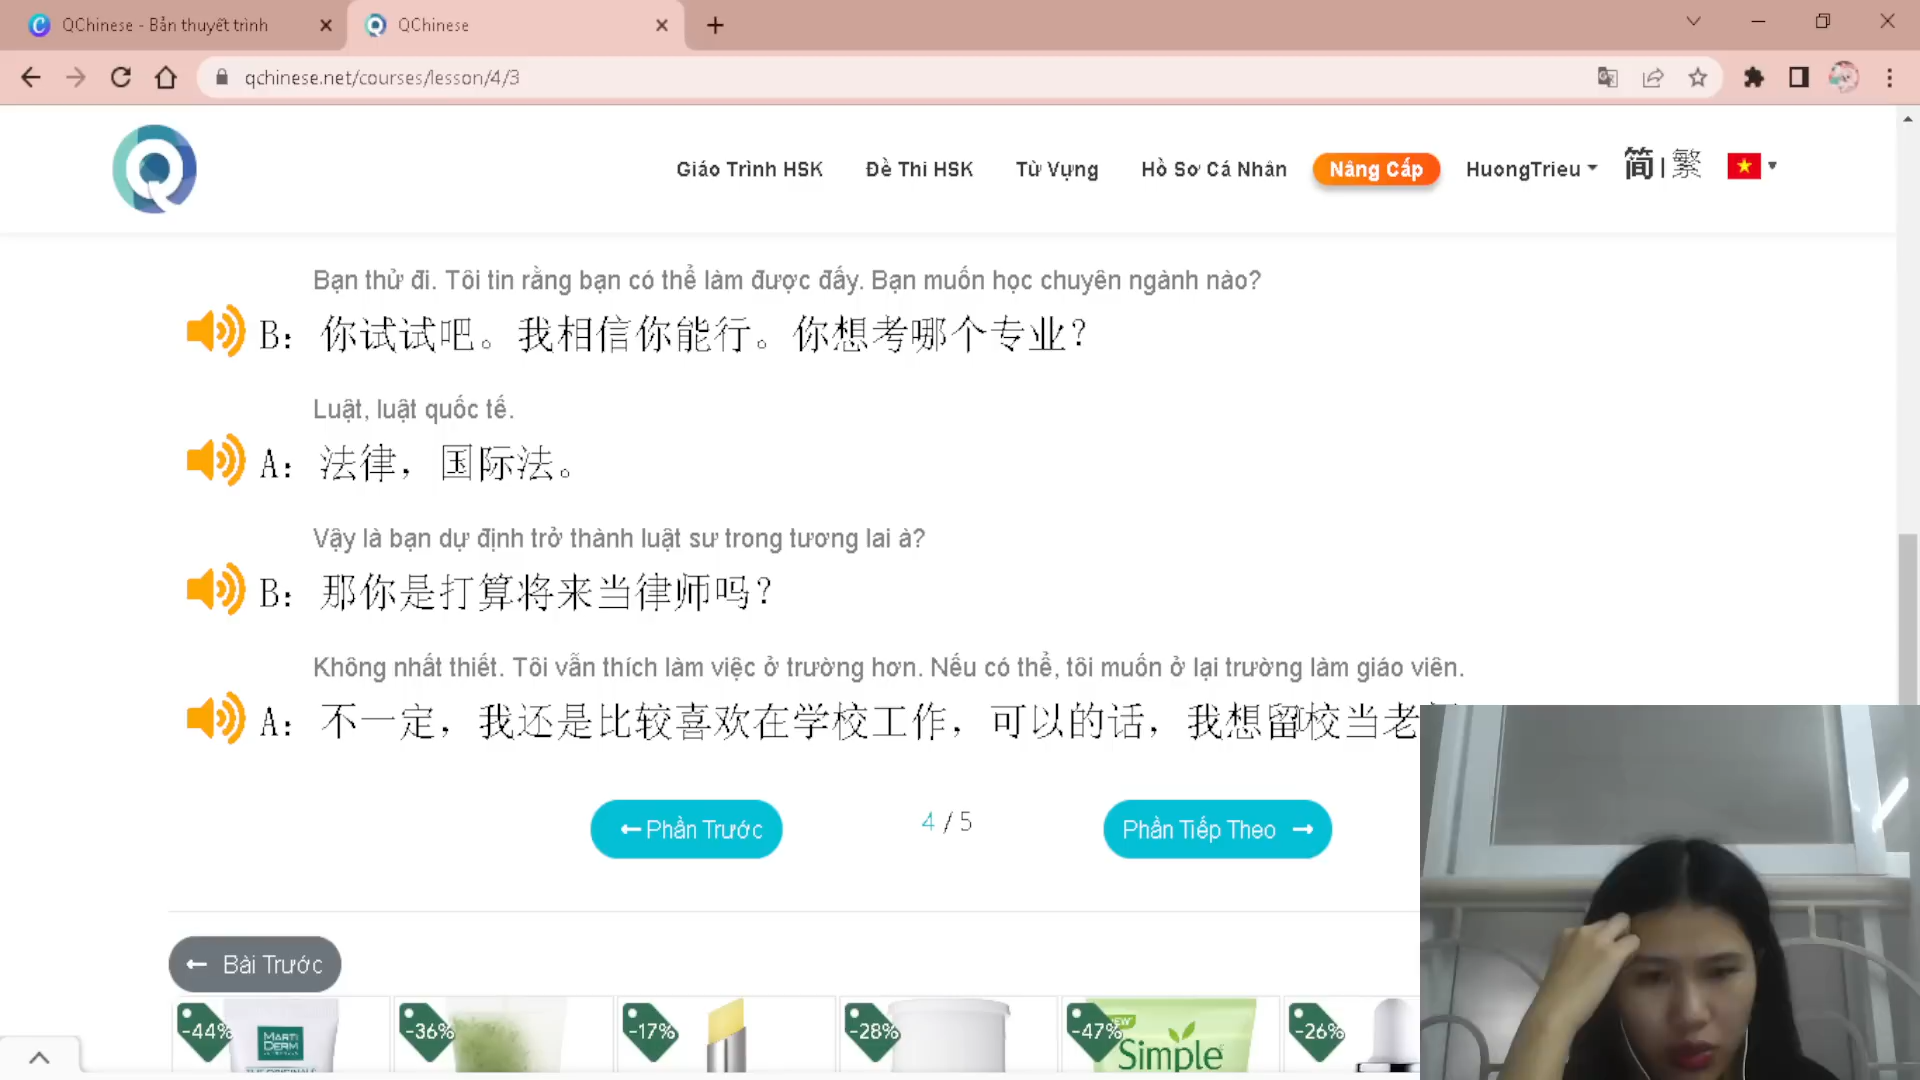 QChinese - Bản thuyết trình
QChinese
qchinese.net/courses/lesson/4/3
Giáo Trình HSK
Đề Thi HSK
Từ Vựng
Hồ Sơ Cá Nhân
Nâng Cấp
HuongTrieu
简 | 繁
Bạn thử đi. Tôi tin rằng bạn có thể làm được đấy. Bạn muốn học chuyên ngành nào?
B：你试试吧。我相信你能行。你想考哪个专业？
Luật, luật quốc tế.
A：法律，国际法。
Vậy là bạn dự định trở thành luật sư trong tương lai à?
B：那你是打算将来当律师吗？
Không nhất thiết. Tôi vẫn thích làm việc ở trường hơn. Nếu có thể, tôi muốn ở lại trường làm giáo viên.
A：不一定，我还是比较喜欢在学校工作，可以的话，我想留校当老
Phần Trước
4 / 5
Phần Tiếp Theo
Bài Trước
-44%
MARTI DERM
THE ORIGINALS
-36%
-17%
-28%
-47%
NEW
Simple
-26%